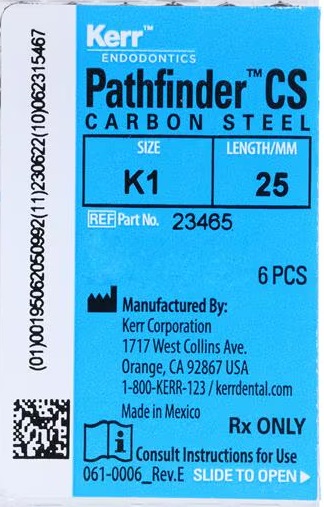 Kerr™
ENDODONTICS
Pathfinder™ CS
CARBON STEEL
SIZE LENGTH/MM
K1 25
REF Part No. 23465
6 PCS
Manufactured By:
Kerr Corporation
1717 West Collins Ave.
Orange, CA 92867 USA
1-800-KERR-123 / kerrdental.com
Made in Mexico
Rx ONLY
Consult Instructions for Use
061-0006_Rev.E SLIDE TO OPEN
(01)00195062050992(11)230622(10)062315467